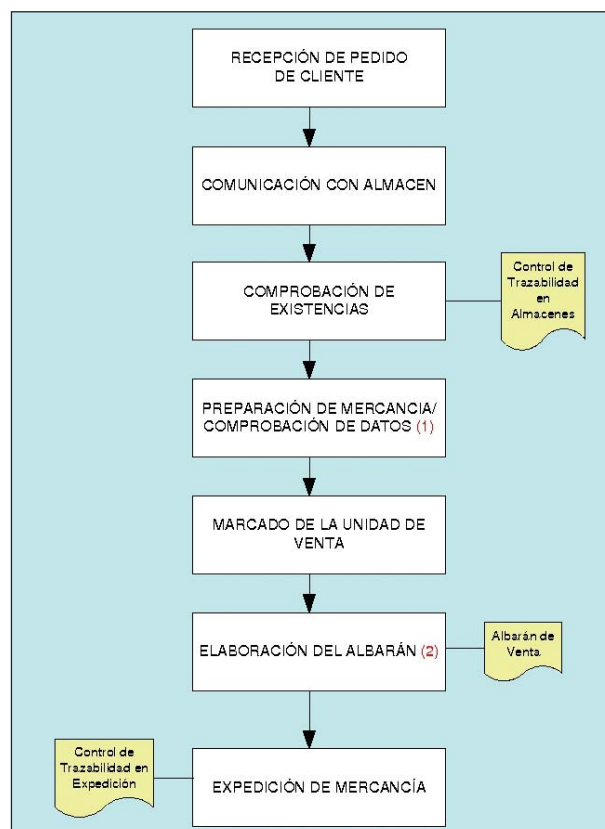 RECEPCIÓN DE PEDIDO
DE CLIENTE
COMUNICACIÓN CON ALMACEN
COMPROBACIÓN DE
EXISTENCIAS
Control de
Trazabilidad
en
Almacenes
PREPARACIÓN DE MERCANCIA/
COMPROBACIÓN DE DATOS (1)
MARCADO DE LA UNIDAD DE
VENTA
ELABORACIÓN DEL ALBARÁN (2)
Albarán de
Venta
Control de
Trazabilidad en
Expedición
EXPEDICIÓN DE MERCANCÍA